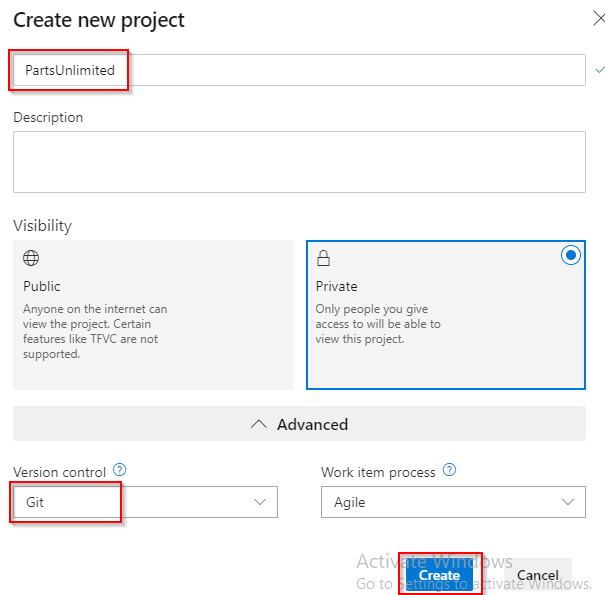 Create new project
PartsUnlimited
Description
Visibility
Public
Anyone on the internet can
view the project. Certain
features like TFVC are not
supported.
Private
Only people you give
access to will be able to
view this project.
Advanced
Version control ?
Work item process ?
Git
Agile
Activate Windows
Go to Settings to activate Windows.
Create
Cancel